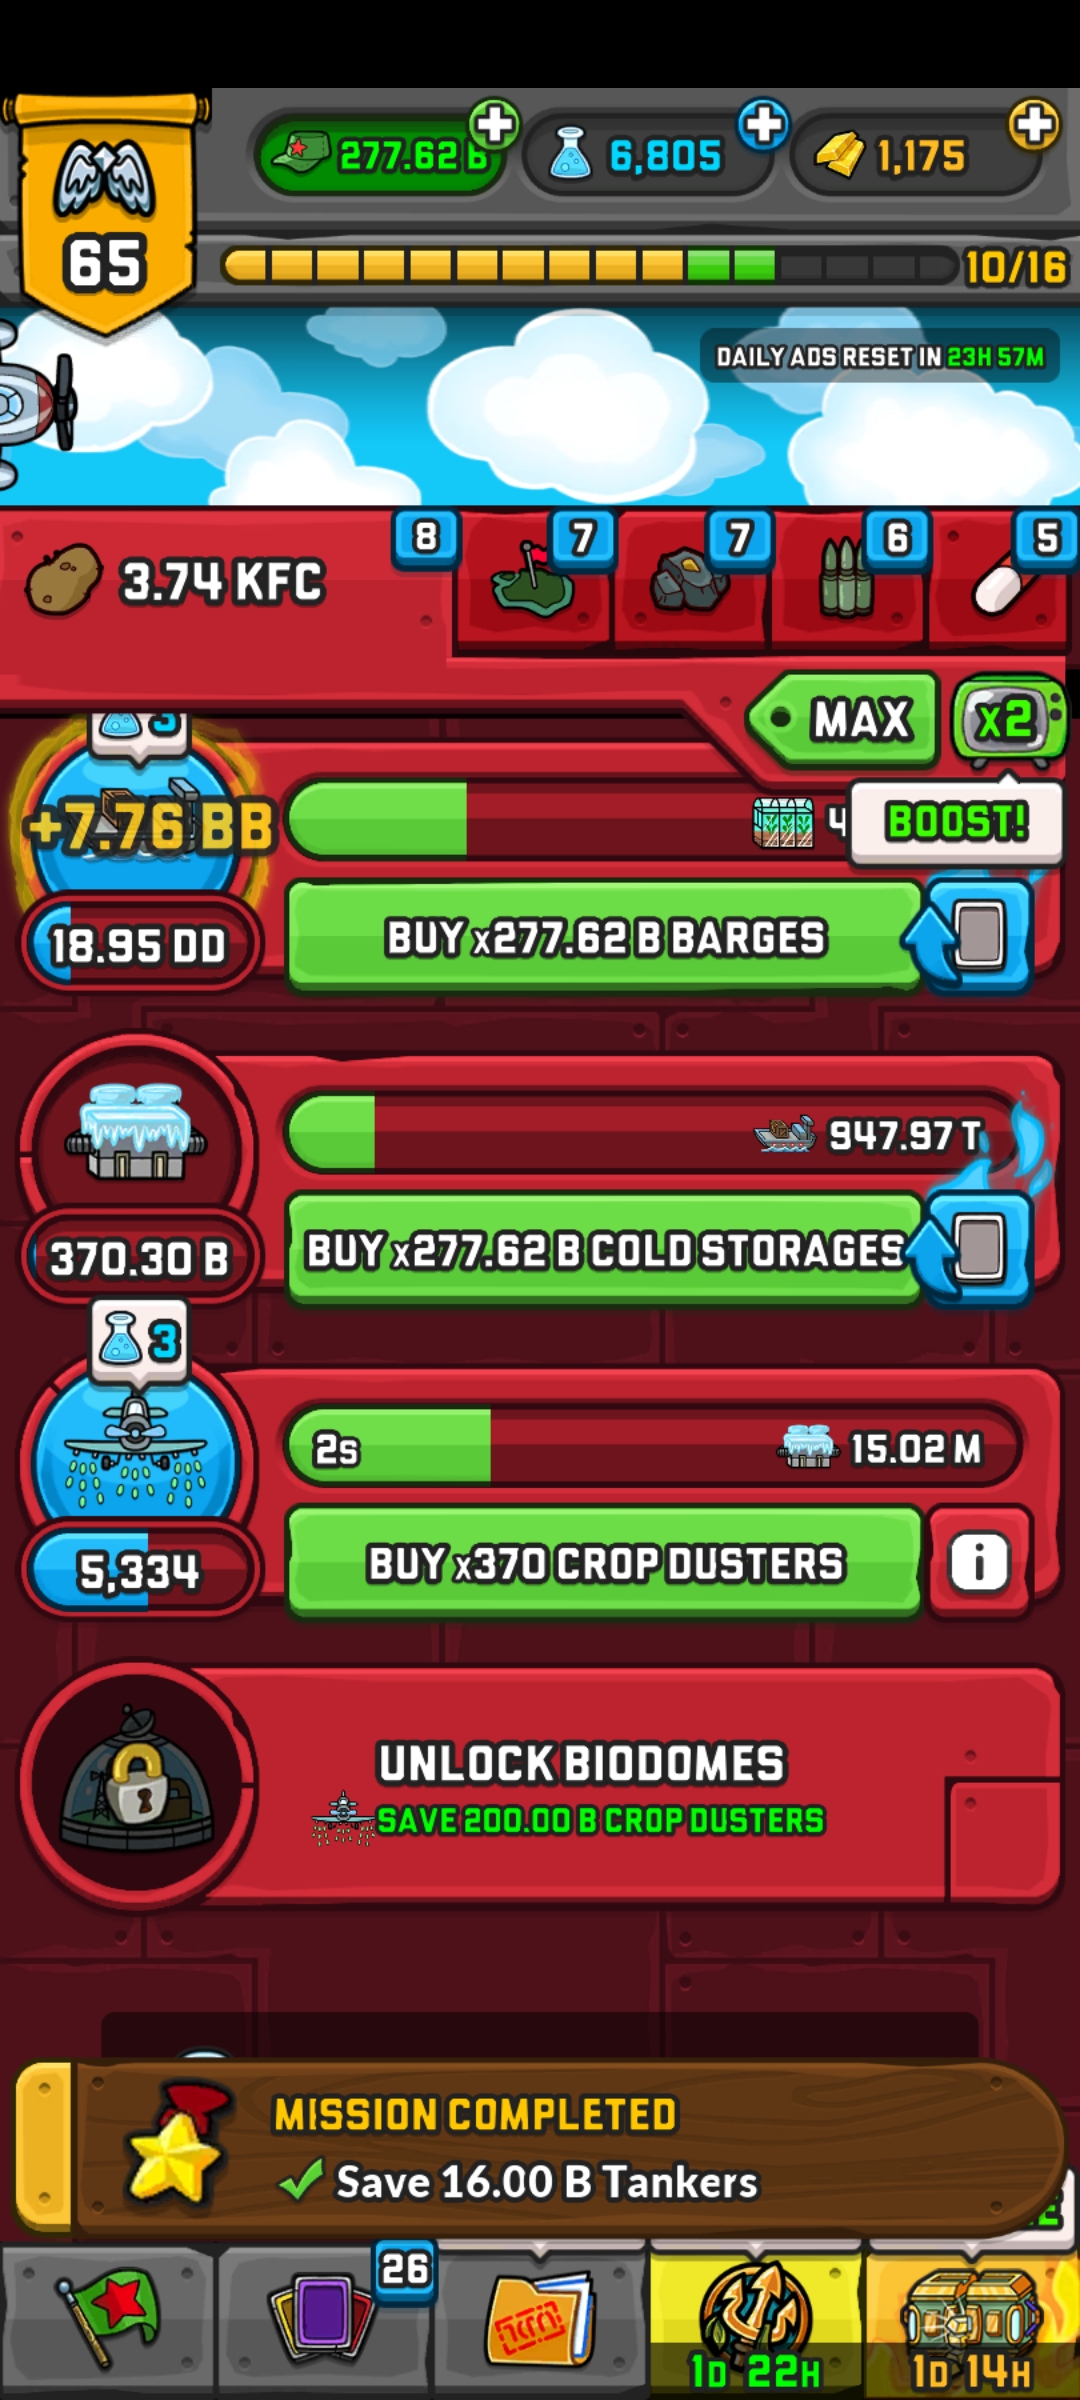 277.62 B
6,805
1,175
65
10/16
DAILY ADS RESET IN 23H 57M
3.74 KFC
8
7
7
6
5
MAX
x2
3
+7.76 BB
4
BOOST!
18.95 DD
BUY x277.62 B BARGES
947.97 T
370.30 B
BUY x277.62 B COLD STORAGES
3
2s
15.02 M
5,334
BUY x370 CROP DUSTERS
i
UNLOCK BIODOMES
SAVE 200.00 B CROP DUSTERS
MISSION COMPLETED
Save 16.00 B Tankers
26
1D 22H
1D 14H